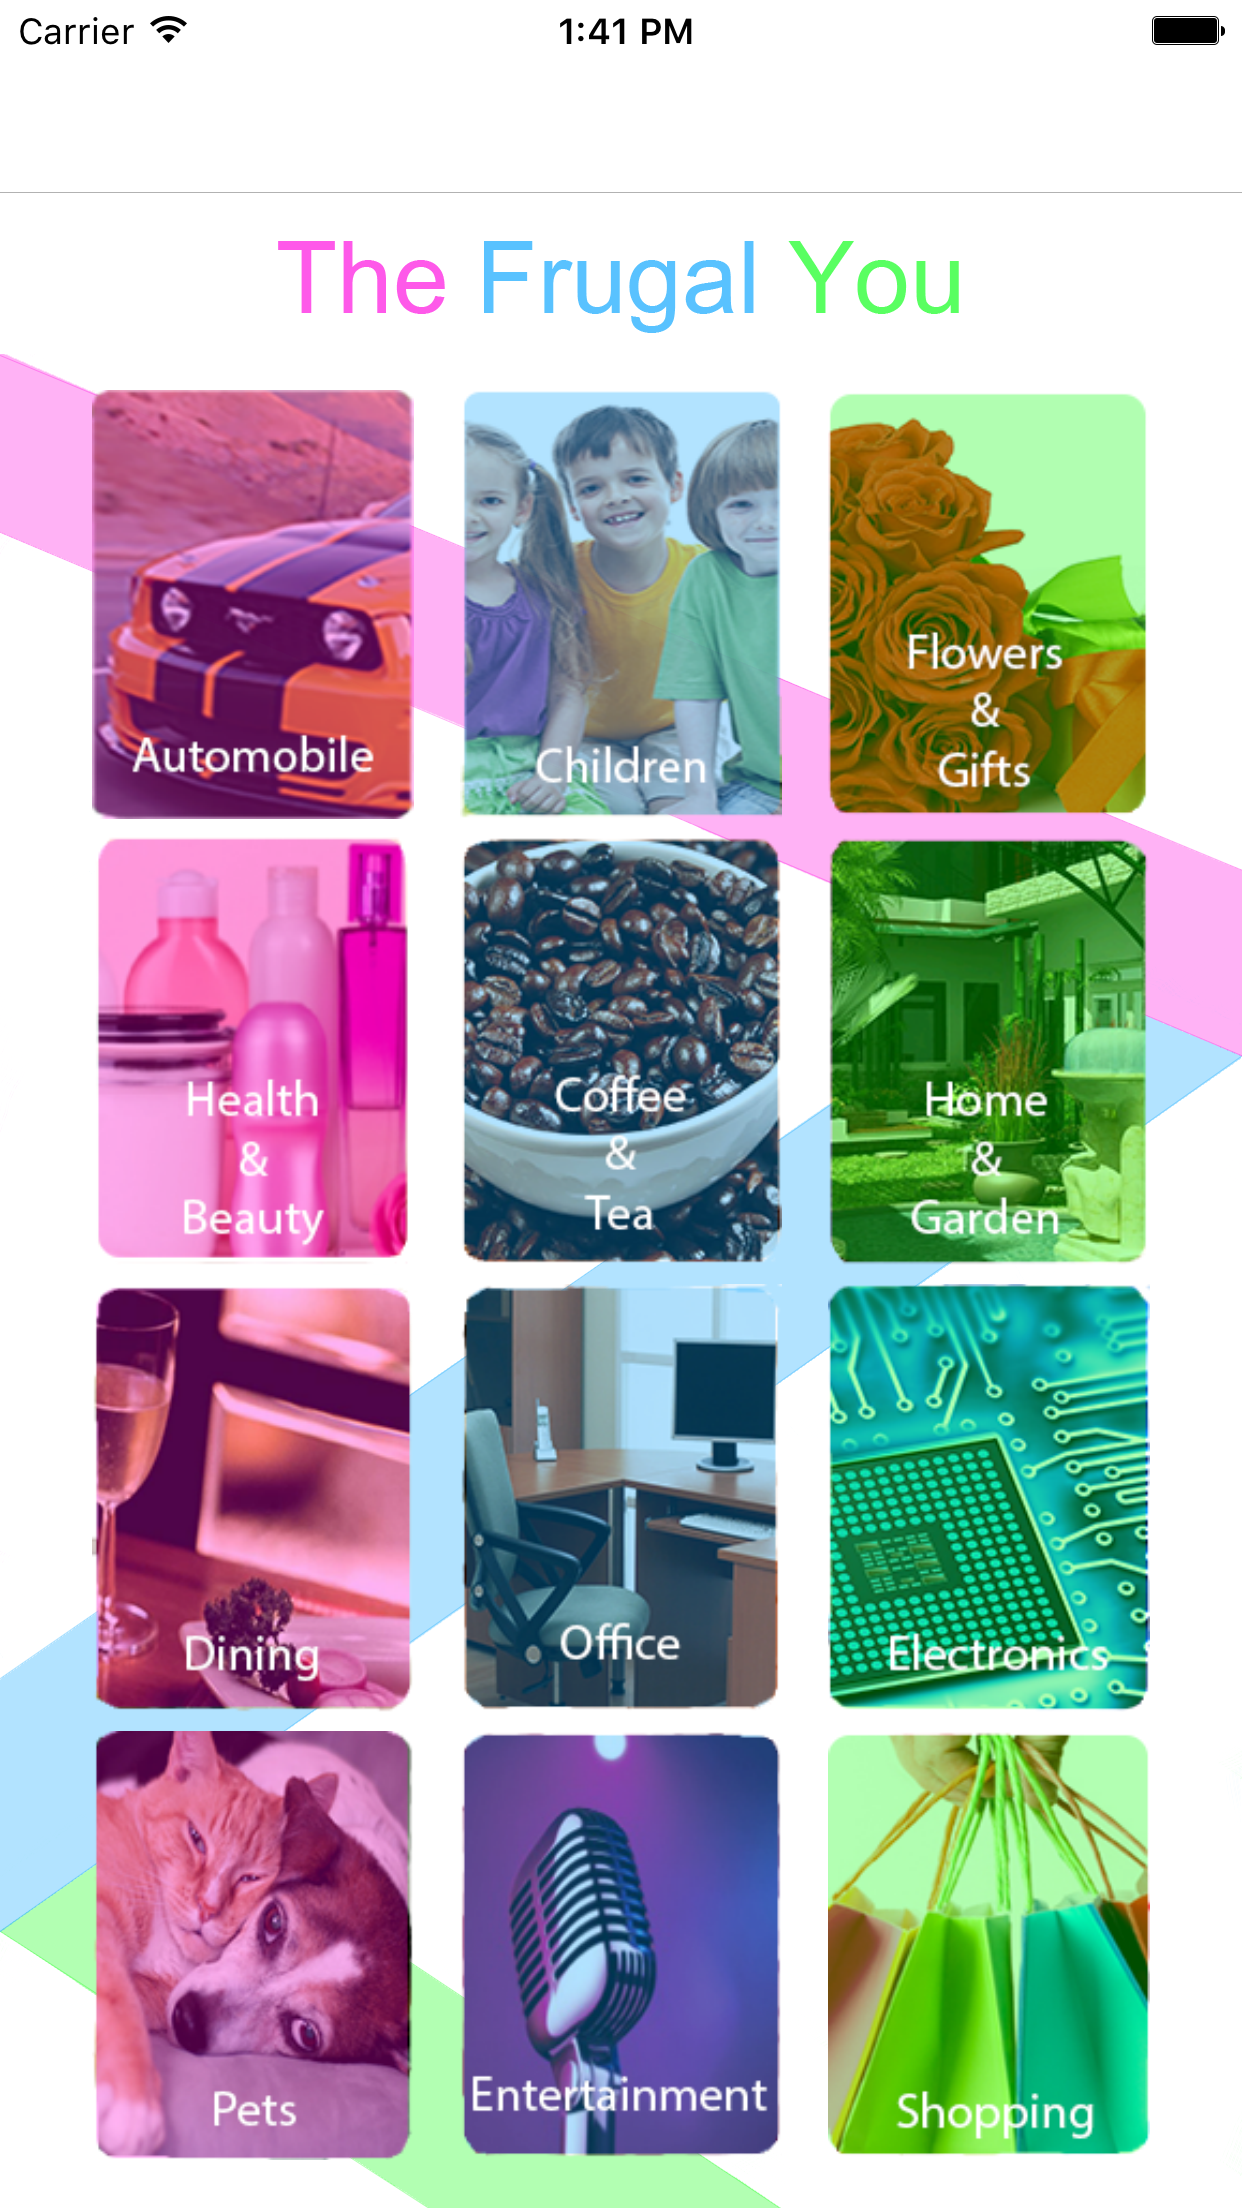 Carrier 1:41 PM
The Frugal You
Automobile
Children
Flowers
&
Gifts
Health
&
Beauty
Coffee
&
Tea
Home
&
Garden
Dining
Office
Electronics
Pets
Entertainment
Shopping